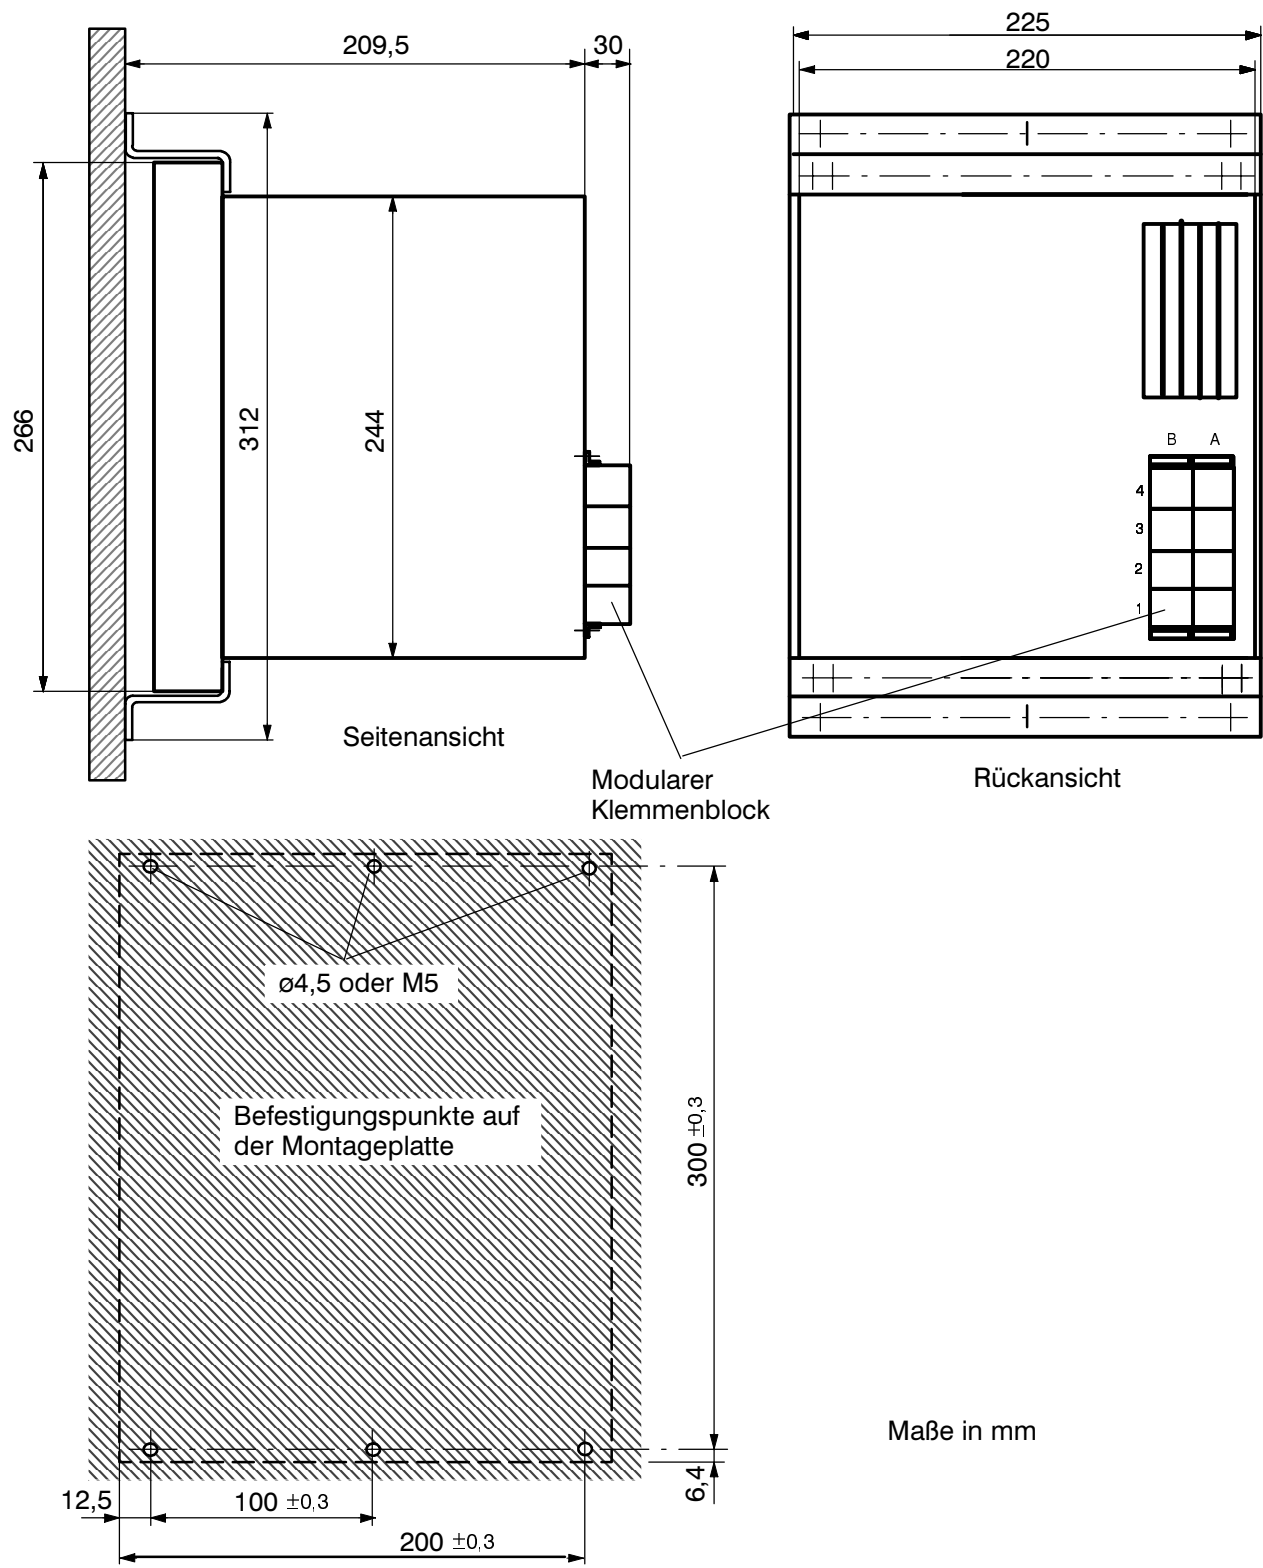 209,5
30
225
220
266
312
244
B A
4
3
2
1
Seitenansicht
Modularer
Klemmenblock
Rückansicht
ø4,5 oder M5
Befestigungspunkte auf
der Montageplatte
300 ±0,3
Maße in mm
6,4
12,5
100 ±0,3
200 ±0,3